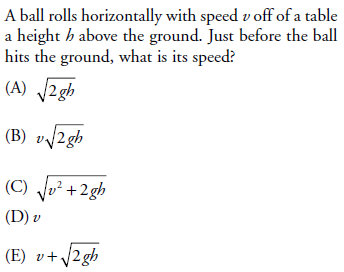 A ball rolls horizontally with speed v off of a table
a height h above the ground. Just before the ball
hits the ground, what is its speed?
(A) √2gh
(B) v√2gh
(C) √v² + 2gh
(D) v
(E) v + √2gh